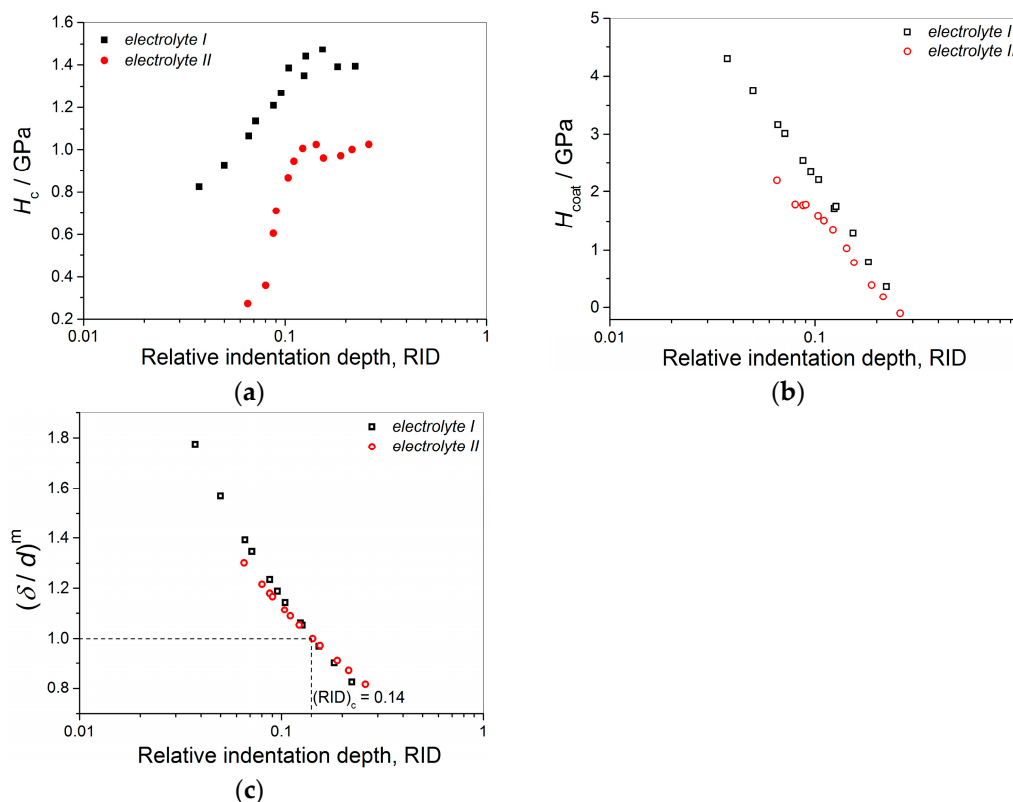 1.6
1.4
1.2
1.0
0.8
0.6
0.4
0.2
Hc / GPa
electrolyte I
electrolyte II
0.01
0.1
1
Relative indentation depth, RID
(a)
5
4
3
2
1
0
Hcoat / GPa
electrolyte I
electrolyte I.
0.01
0.1
Relative indentation depth, RID
(b)
1.8
1.6
1.4
1.2
1.0
0.8
(δ / d)m
electrolyte I
electrolyte II
(RID)c = 0.14
0.01
0.1
1
Relative indentation depth, RID
(c)